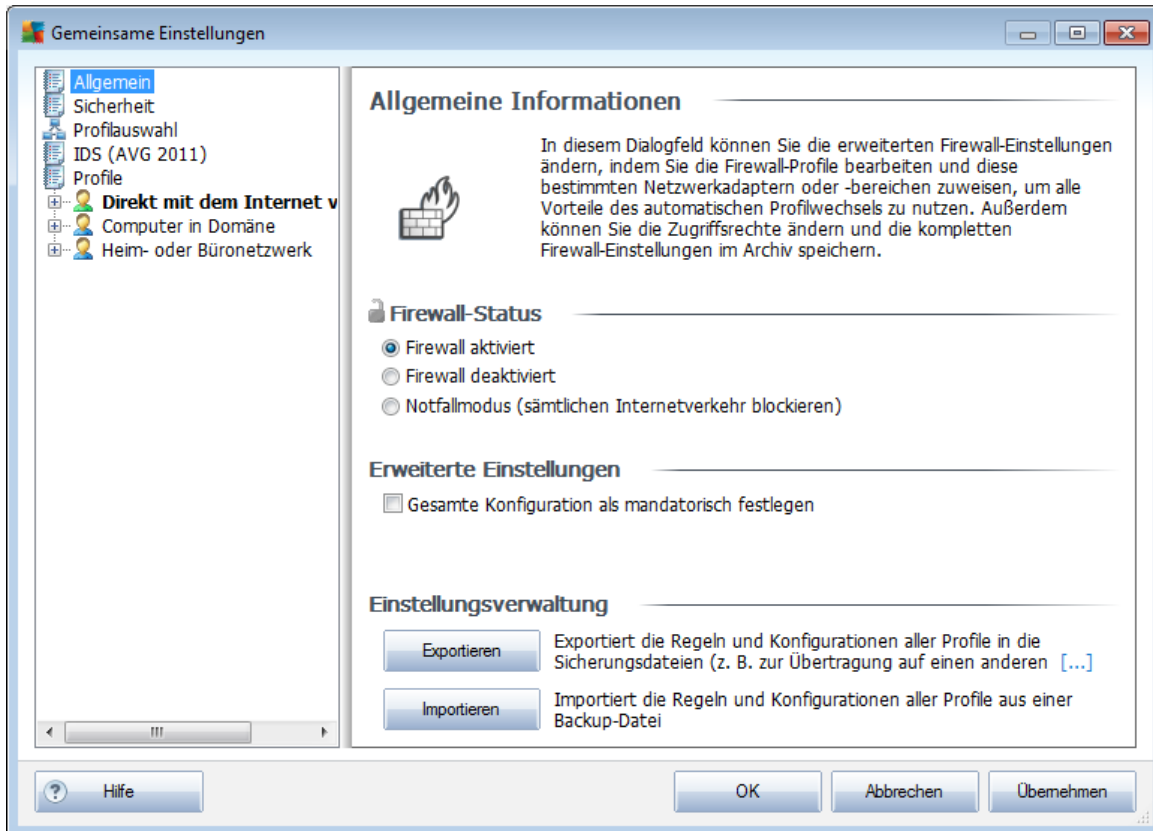 Gemeinsame Einstellungen
Allgemein
Sicherheit
Profilauswahl
IDS (AVG 2011)
Profile
Direkt mit dem Internet v
Computer in Domäne
Heim- oder Büronetzwerk
Allgemeine Informationen
In diesem Dialogfeld können Sie die erweiterten Firewall-Einstellungen
ändern, indem Sie die Firewall-Profile bearbeiten und diese
bestimmten Netzwerkadaptern oder -bereichen zuweisen, um alle
Vorteile des automatischen Profilwechsels zu nutzen. Außerdem
können Sie die Zugriffsrechte ändern und die kompletten
Firewall-Einstellungen im Archiv speichern.
Firewall-Status
Firewall aktiviert
Firewall deaktiviert
Notfallmodus (sämtlichen Internetverkehr blockieren)
Erweiterte Einstellungen
Gesamte Konfiguration als mandatorisch festlegen
Einstellungsverwaltung
Exportieren
Exportiert die Regeln und Konfigurationen aller Profile in die
Sicherungsdateien (z. B. zur Übertragung auf einen anderen [...]
Importieren
Importiert die Regeln und Konfigurationen aller Profile aus einer
Backup-Datei
? Hilfe
OK
Abbrechen
Übernehmen